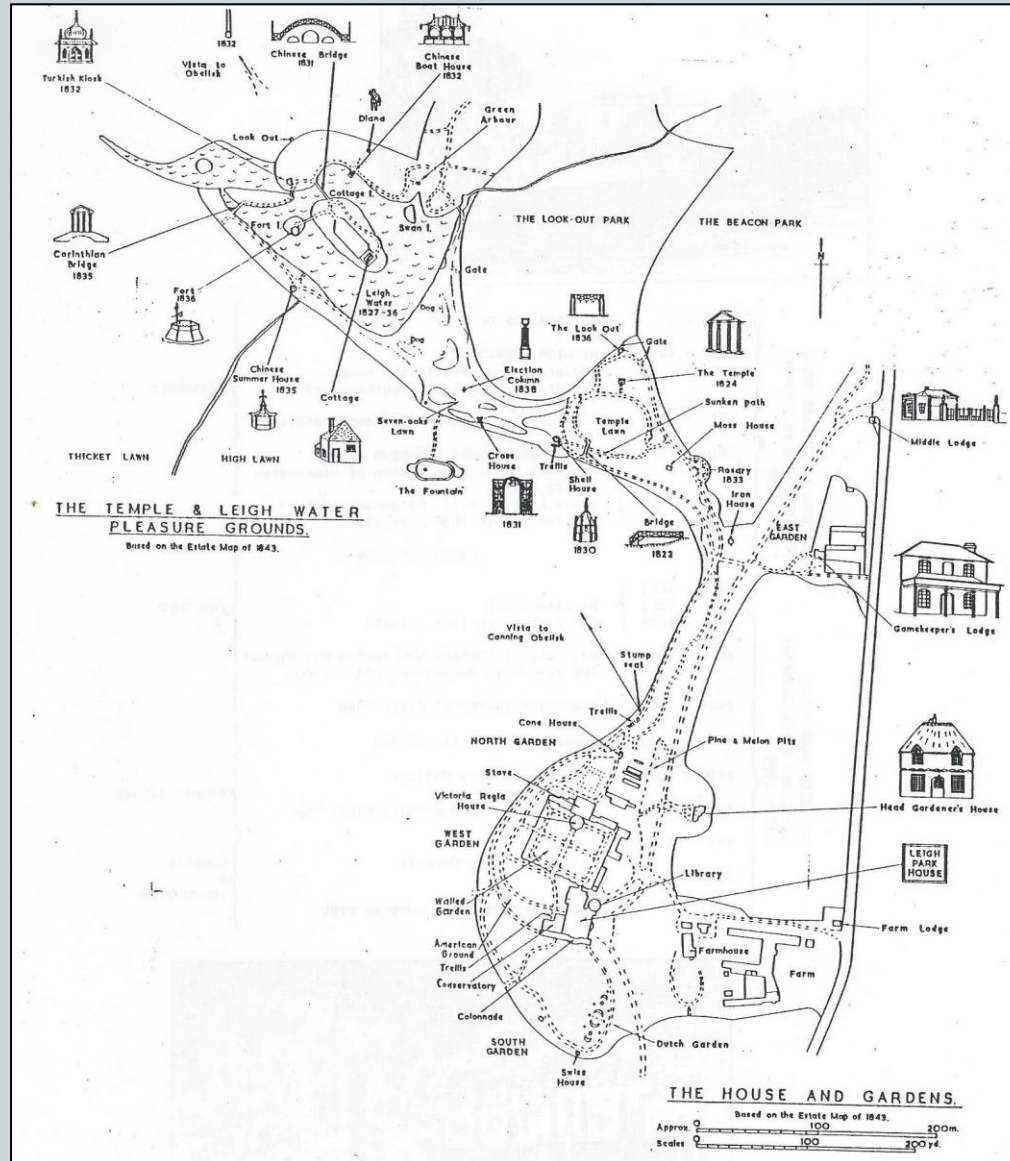 Turkish Kiosk
1832
1832
Vista to
Obelisk
Chinese Bridge
1831
Chinese
Boat House
1832
Diana
Green
Arbour
Look Out
Cottage I.
Fort I.
Swan I.
THE LOOK-OUT PARK
THE BEACON PARK
N
Corinthian
Bridge
1835
Fort
1836
Leigh
Water
1827-36
Gate
Dog
Dog
'The Look Out'
1836
Gate
The Temple
1824
Election
Column
1838
Sunken path
Chinese
Summer House
1835
Cottage
Seven-oaks
Lawn
Temple
Lawn
Moss House
Middle Lodge
THICKET LAWN
HIGH LAWN
'The Fountain'
Cross
House
1831
Trellis
Shell
House
1830
Bridge
1822
Rosary
1833
Iron
House
EAST
GARDEN
THE TEMPLE & LEIGH WATER
PLEASURE GROUNDS.
Based on the Estate Map of 1843.
Gamekeeper's Lodge
Vista to
Canning Obelisk
Stump
seat
Trellis
Cone House
NORTH GARDEN
Pine & Melon Pits
Stove
Victoria Regia
House
Head Gardener's House
WEST
GARDEN
LEIGH
PARK
HOUSE
Library
Walled
Garden
Farm Lodge
American
Ground
Farmhouse
Trellis
Farm
Conservatory
Colonnade
SOUTH
GARDEN
Dutch Garden
Swiss
House
THE HOUSE AND GARDENS.
Based on the Estate Map of 1843.
Approx. 0 100 200m.
Scales 0 100 200 yd.